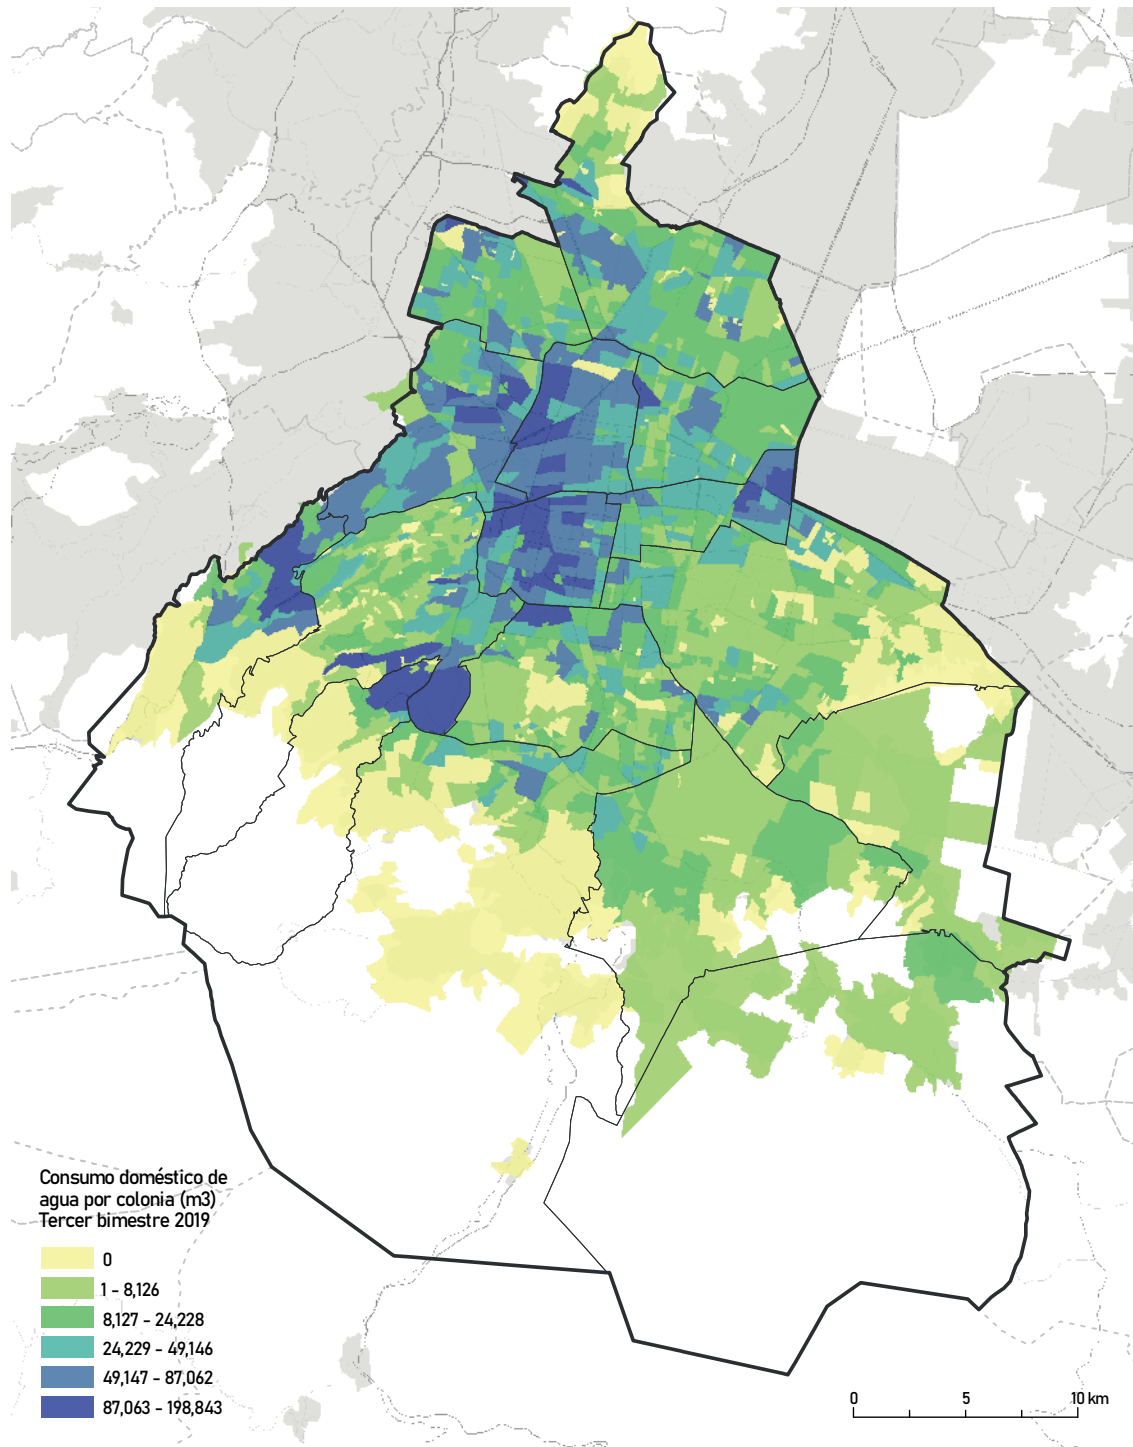 Consumo doméstico de
agua por colonia (m3)
Tercer bimestre 2019
0
1 - 8,126
8,127 - 24,228
24,229 - 49,146
49,147 - 87,062
87,063 - 198,843
0 5 10 km